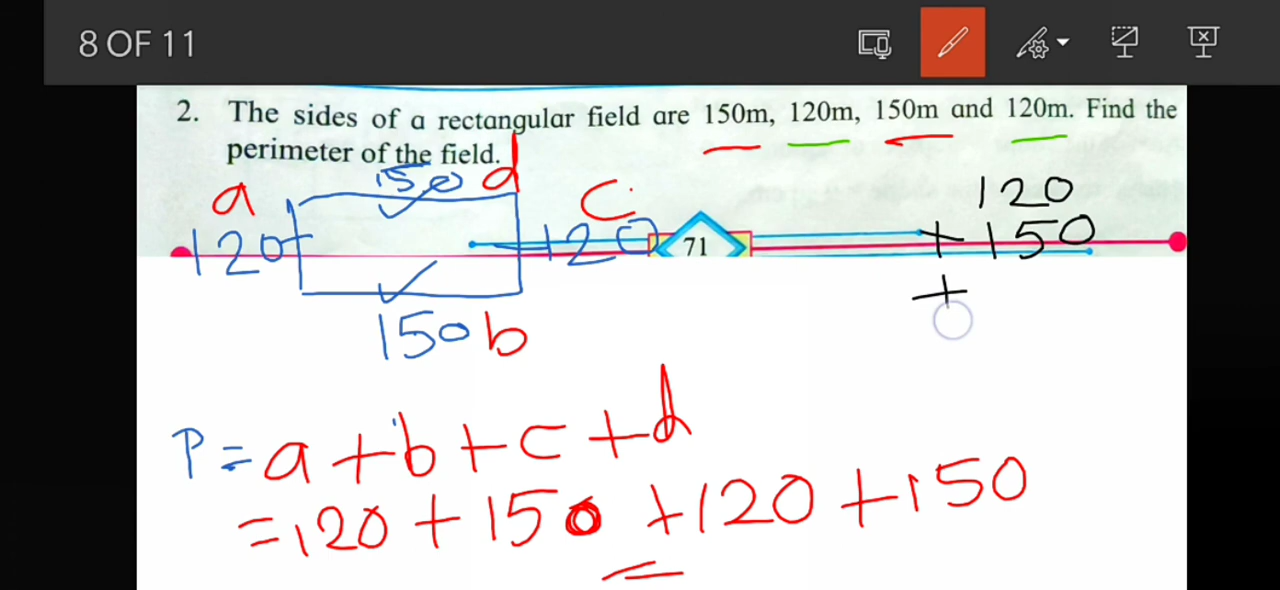 8 OF 11
2. The sides of a rectangular field are 150m, 120m, 150m and 120m. Find the
perimeter of the field.
150 d
a
c
120
120
71
150 b
120
+ 150
+
P = a + b + c + d
= 120 + 150 + 120 + 150
=